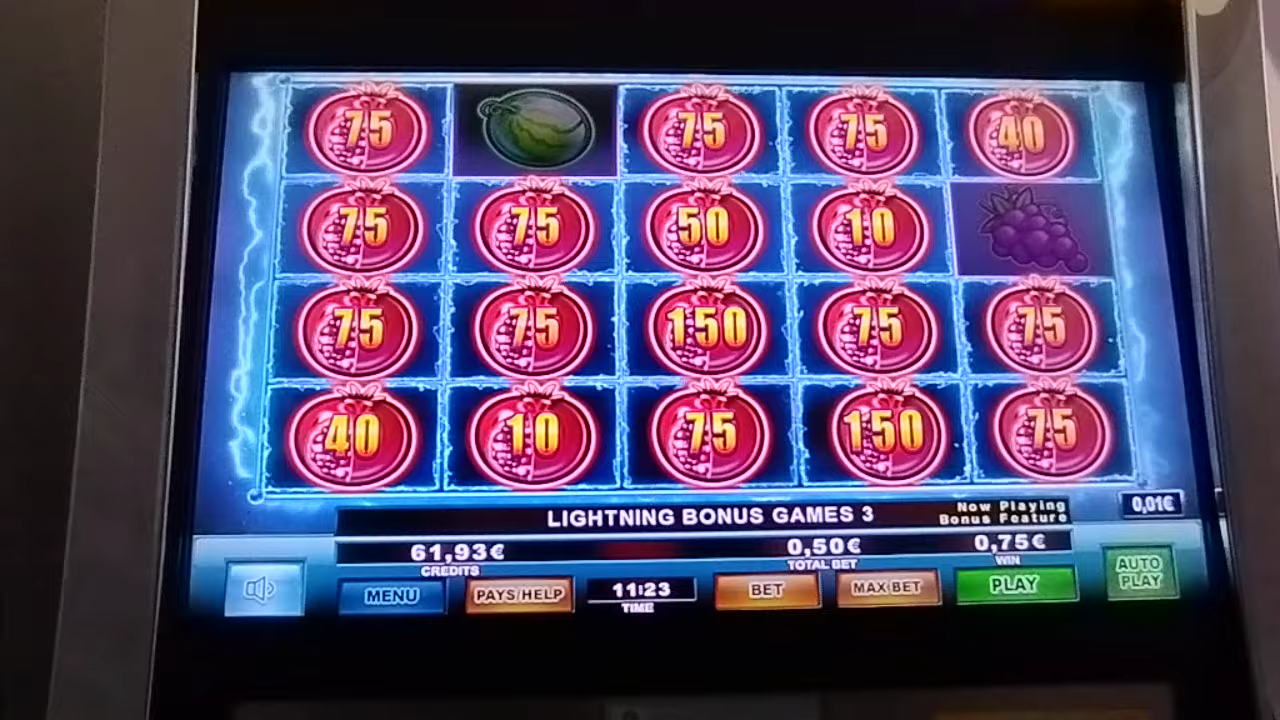 75 75 75 40
75 75 50 10
75 75 150 75 75
40 10 75 150 75
LIGHTNING BONUS GAMES 3
Now Playing
Bonus Feature
0,01€
61,93€
CREDITS
0,50€
TOTAL BET
0,75€
WIN
MENU
PAYS/HELP
11:23
TIME
BET
MAX BET
PLAY
AUTO
PLAY